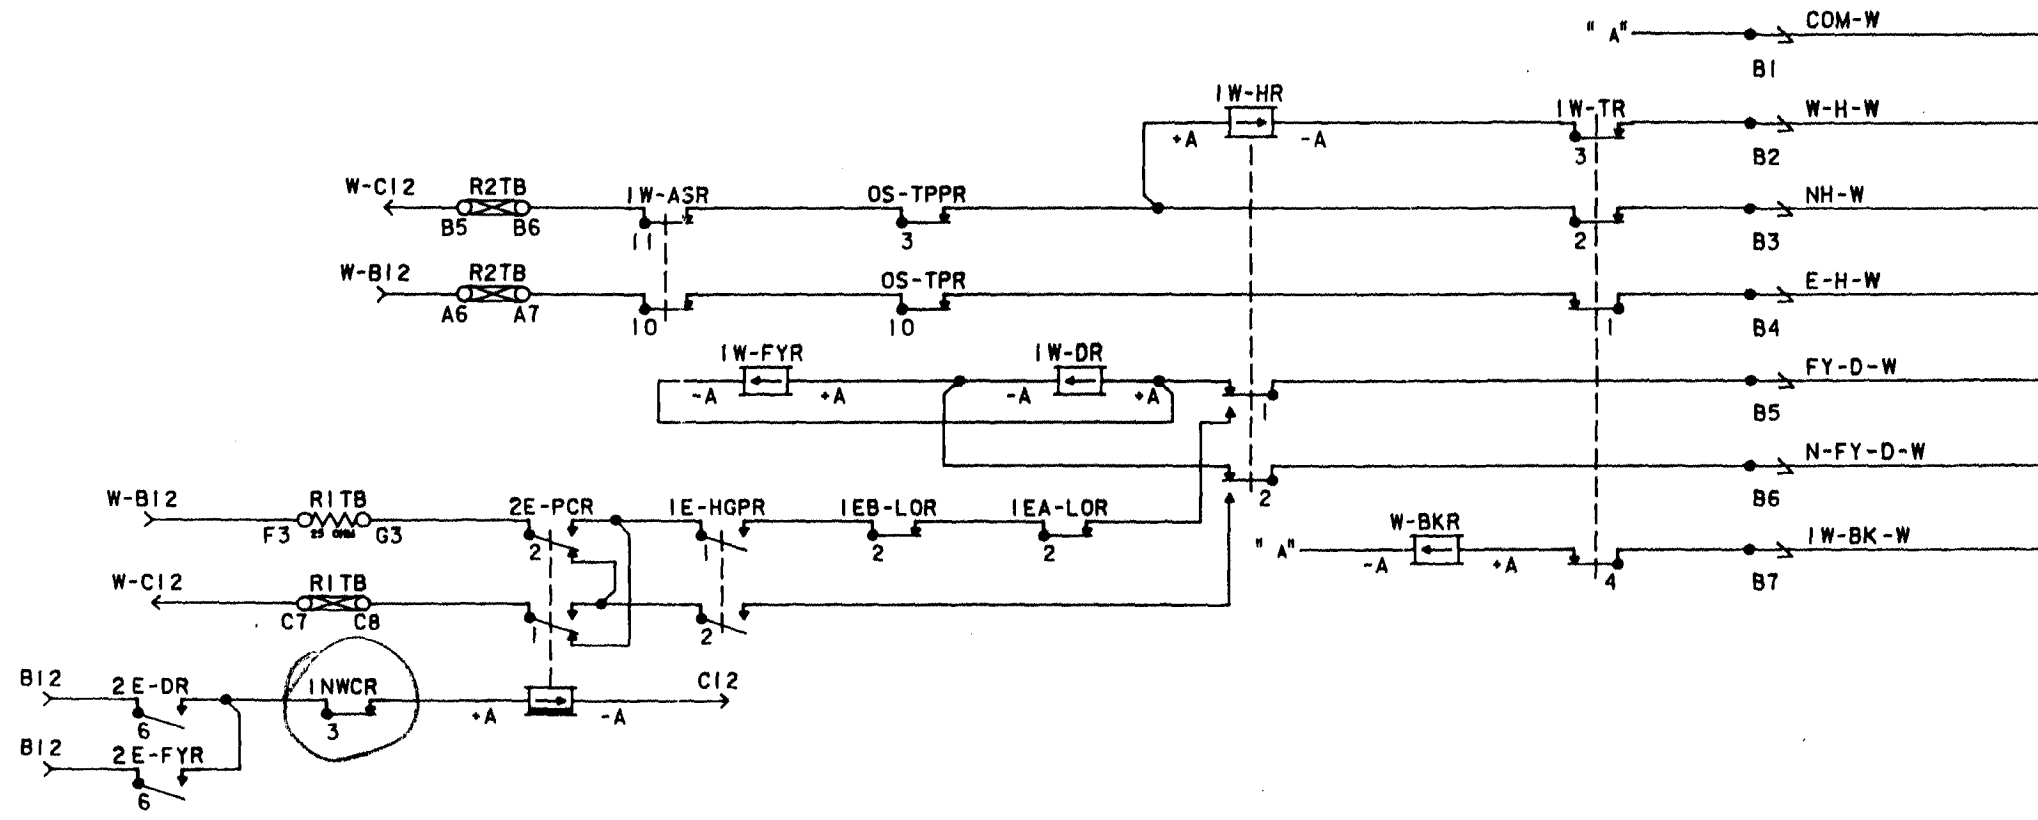 " A" COM-W
B1
1W-HR 1W-TR W-H-W
+A -A 3 B2
W-C12 R2TB 1W-ASR OS-TPPR NH-W
B5 B6 11 3 2 B3
W-B12 R2TB OS-TPR E-H-W
A6 A7 10 10 1 B4
1W-FYR 1W-DR FY-D-W
-A +A -A +A 1 B5
N-FY-D-W
2 B6
W-B12 R1TB 2E-PCR 1E-HGPR 1EB-LOR 1EA-LOR
F3 25 OHM G3 2 1 2 2
W-BKR 1W-BK-W
" A" -A +A 4 B7
W-C12 R1TB
C7 C8 1 2
B12 2E-DR 1NWCR C12
6 3 +A -A
B12 2E-FYR
6